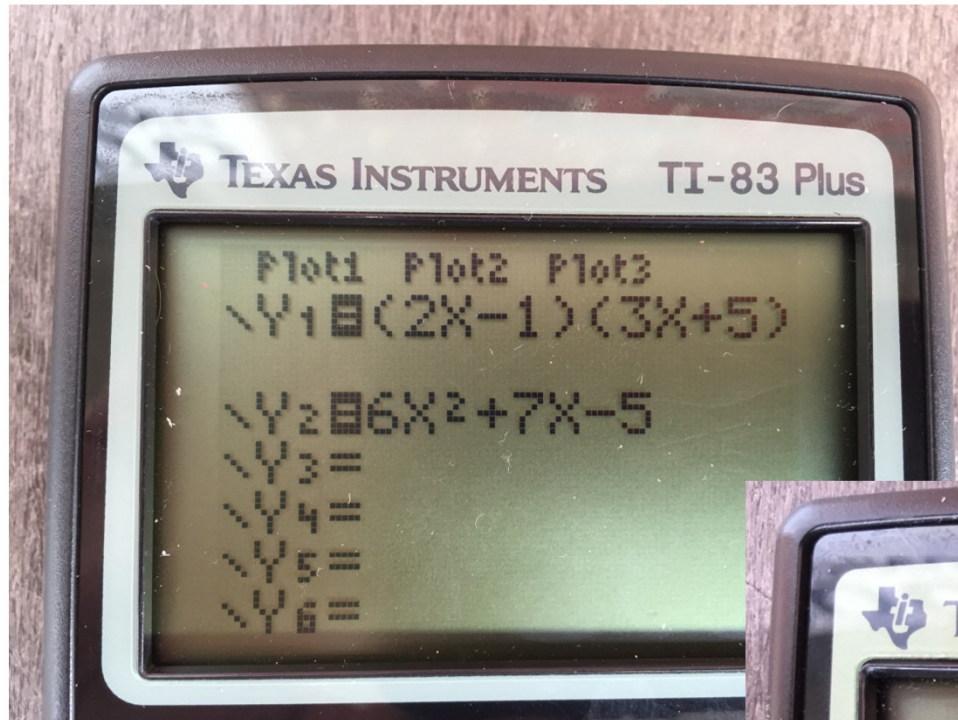 TEXAS INSTRUMENTS TI-83 Plus
Plot1 Plot2 Plot3
\Y₁=(2X-1)(3X+5)
\Y₂=6X²+7X-5
\Y₃=
\Y₄=
\Y₅=
\Y₆=